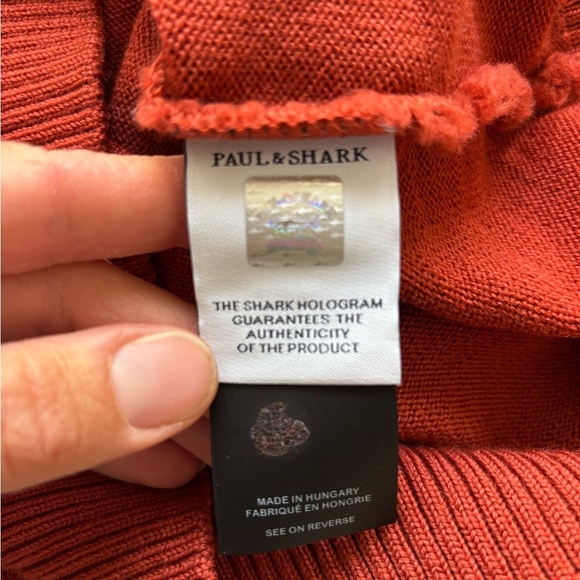 PAUL & SHARK
THE SHARK HOLOGRAM
GUARANTEES THE
AUTHENTICITY
OF THE PRODUCT
MADE IN HUNGARY
FABRIQUÉ EN HONGRIE
SEE ON REVERSE